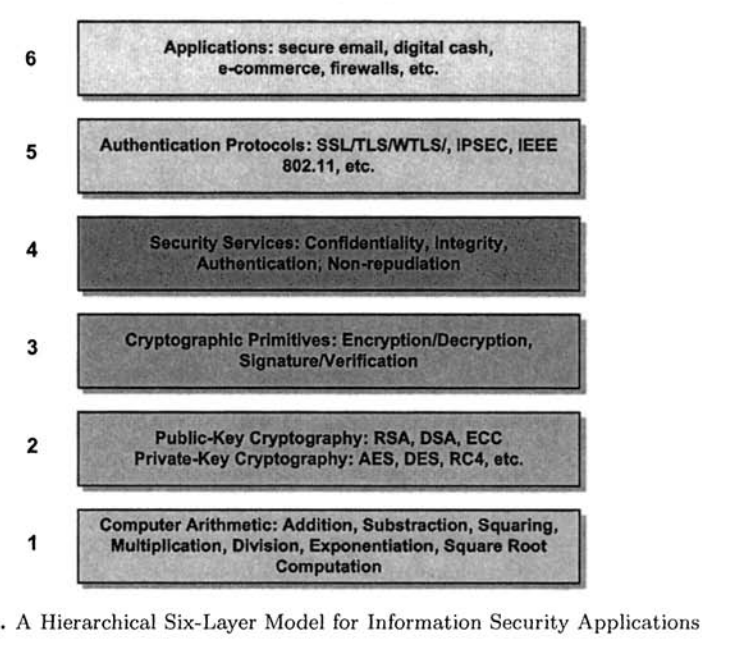 6
Applications: secure email, digital cash,
e-commerce, firewalls, etc.
5
Authentication Protocols: SSL/TLS/WTLS/, IPSEC, IEEE
802.11, etc.
4
Security Services: Confidentiality, Integrity,
Authentication, Non-repudiation
3
Cryptographic Primitives: Encryption/Decryption,
Signature/Verification
2
Public-Key Cryptography: RSA, DSA, ECC
Private-Key Cryptography: AES, DES, RC4, etc.
1
Computer Arithmetic: Addition, Substraction, Squaring,
Multiplication, Division, Exponentiation, Square Root
Computation
. A Hierarchical Six-Layer Model for Information Security Applications